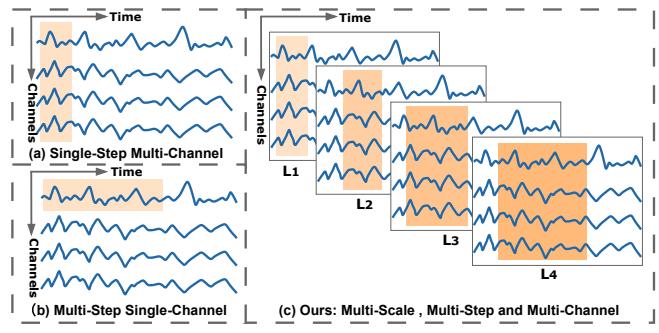 Time
Channels
(a) Single-Step Multi-Channel
Time
Channels
(b) Multi-Step Single-Channel
Time
Channels
L1
L2
L3
L4
(c) Ours: Multi-Scale , Multi-Step and Multi-Channel